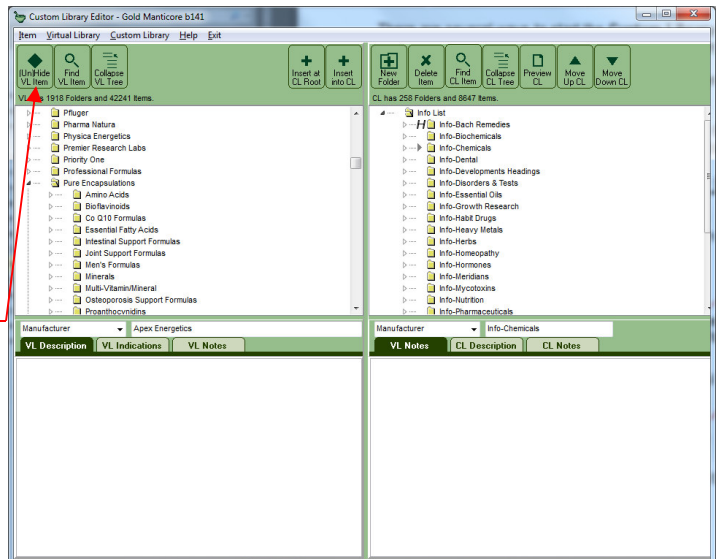 Custom Library Editor - Gold Manticore b141
Item Virtual Library Custom Library Help Exit
(Un)Hide VL Item
Find VL Item
Collapse VL Tree
Insert at CL Root
Insert into CL
New Folder
Delete Item
Find CL Item
Collapse CL Tree
Preview CL
Move Up CL
Move Down CL
1918 Folders and 42241 Items.
CL has 258 Folders and 8647 Items.
Pfluger
Pharma Natura
Physica Energetics
Premier Research Labs
Priority One
Professional Formulas
Pure Encapsulations
Amino Acids
Bioflavinoids
Co Q10 Formulas
Essential Fatty Acids
Intestinal Support Formulas
Joint Support Formulas
Men's Formulas
Minerals
Multi-Vitamin/Mineral
Osteoporosis Support Formulas
Proanthocynidins
Info List
H Info-Bach Remedies
Info-Biochemicals
Info-Chemicals
Info-Dental
Info-Developments Headings
Info-Disorders & Tests
Info-Essential Oils
Info-Growth Research
Info-Habit Drugs
Info-Heavy Metals
Info-Herbs
Info-Homeopathy
Info-Hormones
Info-Meridians
Info-Mycotoxins
Info-Nutrition
Info-Pharmaceuticals
Manufacturer Apex Energetics
VL Description VL Indications VL Notes
Manufacturer Info-Chemicals
VL Notes CL Description CL Notes